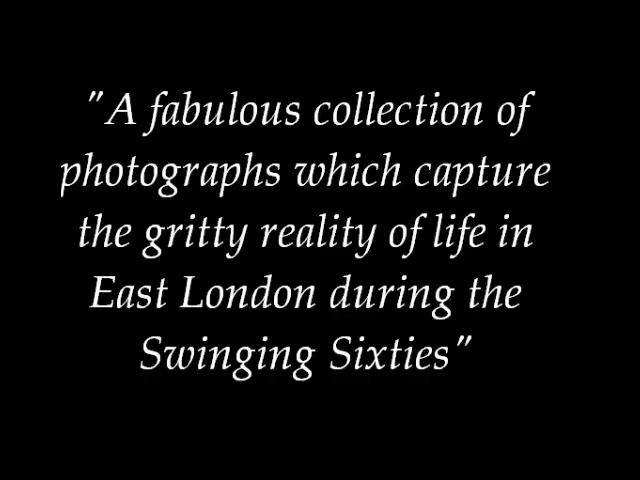 "A fabulous collection of
photographs which capture
the gritty reality of life in
East London during the
Swinging Sixties"